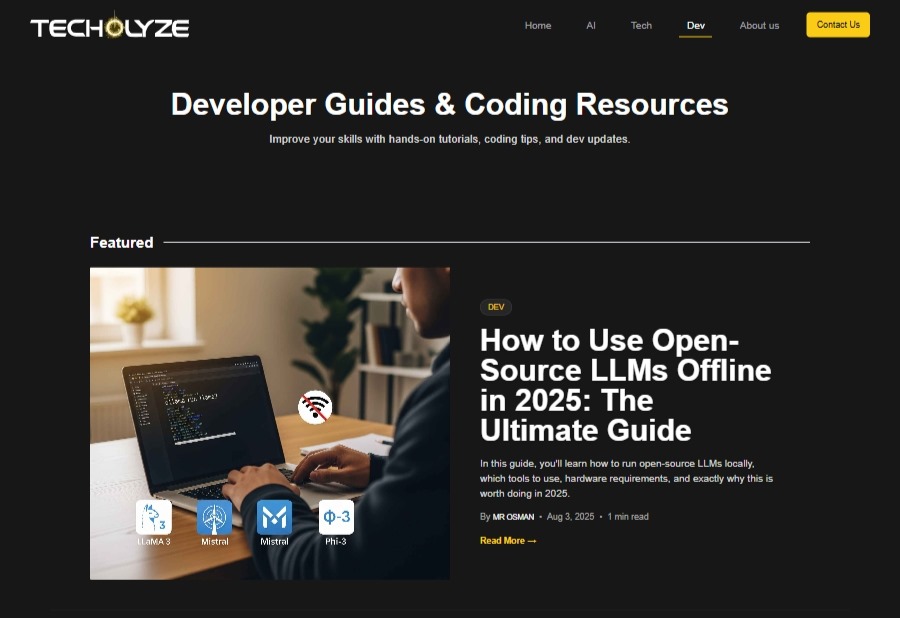 TECHOLYZE
Home AI Tech Dev About us Contact Us
Developer Guides & Coding Resources
Improve your skills with hands-on tutorials, coding tips, and dev updates.
Featured
DEV
How to Use Open-
Source LLMs Offline
in 2025: The
Ultimate Guide
In this guide, you'll learn how to run open-source LLMs locally,
which tools to use, hardware requirements, and exactly why this is
worth doing in 2025.
By MR OSMAN • Aug 3, 2025 • 1 min read
Read More →
3 Φ-3
LLaMA 3 Mistral Mistral Phi-3